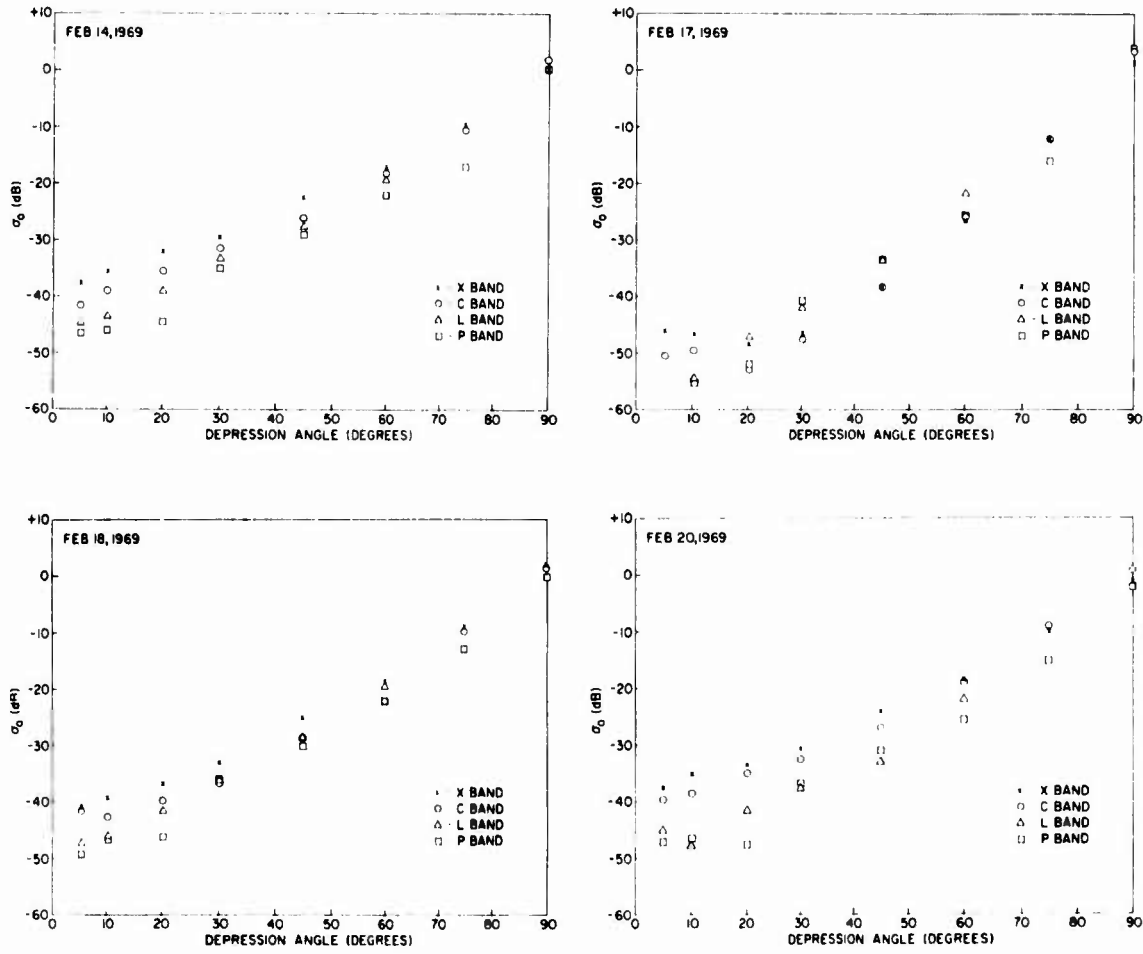 FEB 14, 1969
+10
0
-10
-20
-30
-40
-50
-60
σ₀ (dB)
X BAND
C BAND
L BAND
P BAND
0 10 20 30 40 50 60 70 80 90
DEPRESSION ANGLE (DEGREES)
FEB 17, 1969
+10
0
-10
-20
-30
-40
-50
-60
σ₀ (dB)
X BAND
C BAND
L BAND
P BAND
0 10 20 30 40 50 60 70 80 90
DEPRESSION ANGLE (DEGREES)
FEB 18, 1969
+10
0
-10
-20
-30
-40
-50
-60
σ₀ (dB)
X BAND
C BAND
L BAND
P BAND
0 10 20 30 40 50 60 70 80 90
DEPRESSION ANGLE (DEGREES)
FEB 20, 1969
+10
0
-10
-20
-30
-40
-50
-60
σ₀ (dB)
X BAND
C BAND
L BAND
P BAND
0 10 20 30 40 50 60 70 80 90
DEPRESSION ANGLE (DEGREES)